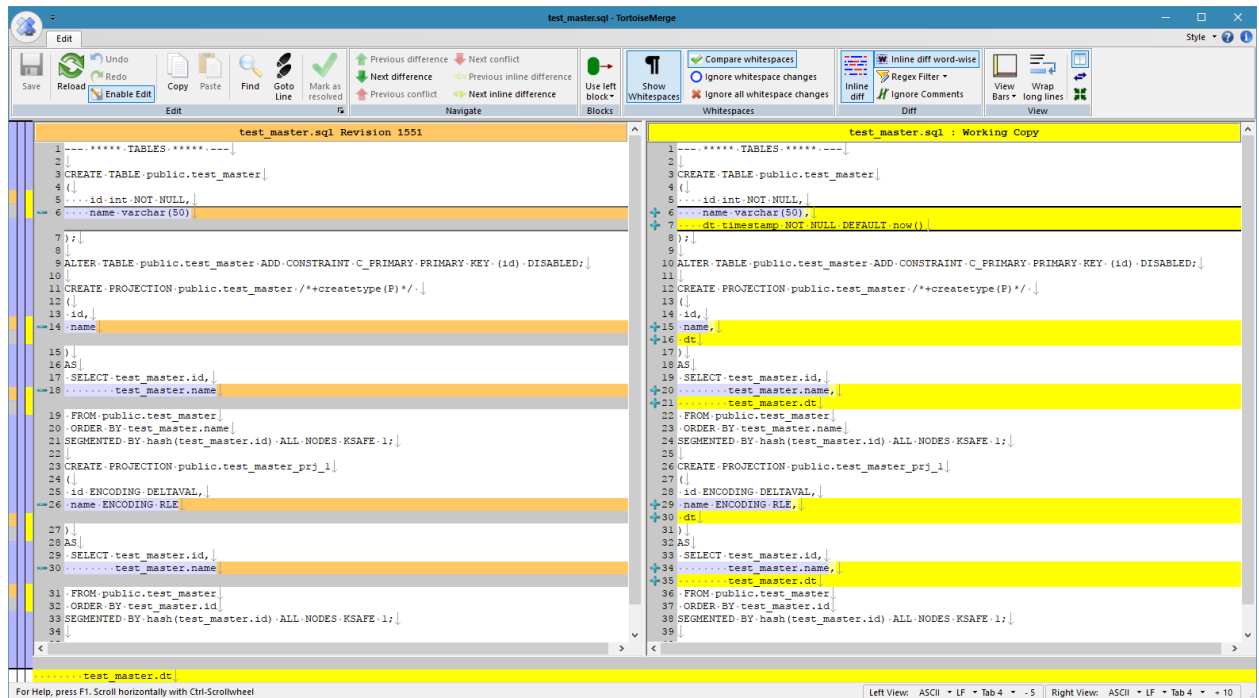 test_master.sql - TortoiseMerge
Edit
Style
Save
Reload
Undo
Redo
Enable Edit
Copy
Paste
Find
Goto Line
Mark as resolved
Edit
Previous difference
Next difference
Previous conflict
Next conflict
Previous inline difference
Next inline difference
Navigate
Use left block
Blocks
Show Whitespaces
Compare whitespaces
Ignore whitespace changes
Ignore all whitespace changes
Whitespaces
Inline diff
Inline diff word-wise
Regex Filter
Ignore Comments
Diff
View Bars
Wrap long lines
View
test_master.sql Revision 1551
1 ---·*****·TABLES·*****·---↓
2 ↓
3 CREATE·TABLE·public.test_master↓
4 (↓
5 ····id·int·NOT·NULL,↓
6 ····name·varchar(50)↓
7 );↓
8 ↓
9 ALTER·TABLE·public.test_master·ADD·CONSTRAINT·C_PRIMARY·PRIMARY·KEY·(id)·DISABLED;↓
10 ↓
11 CREATE·PROJECTION·public.test_master·/*+createtype(P)*/·↓
12 (↓
13 ·id,↓
14 ·name↓
15 )↓
16 AS↓
17 ·SELECT·test_master.id,↓
18 ········test_master.name↓
19 ·FROM·public.test_master↓
20 ·ORDER·BY·test_master.name↓
21 SEGMENTED·BY·hash(test_master.id)·ALL·NODES·KSAFE·1;↓
22 ↓
23 CREATE·PROJECTION·public.test_master_prj_1↓
24 (↓
25 ·id·ENCODING·DELTAVAL,↓
26 ·name·ENCODING·RLE↓
27 )↓
28 AS↓
29 ·SELECT·test_master.id,↓
30 ········test_master.name↓
31 ·FROM·public.test_master↓
32 ·ORDER·BY·test_master.id↓
33 SEGMENTED·BY·hash(test_master.id)·ALL·NODES·KSAFE·1;↓
34 ↓
test_master.sql : Working Copy
1 ---·*****·TABLES·*****·---↓
2 ↓
3 CREATE·TABLE·public.test_master↓
4 (↓
5 ····id·int·NOT·NULL,↓
6 ····name·varchar(50),↓
7 ····dt·timestamp·NOT·NULL·DEFAULT·now()↓
8 );↓
9 ↓
10 ALTER·TABLE·public.test_master·ADD·CONSTRAINT·C_PRIMARY·PRIMARY·KEY·(id)·DISABLED;↓
11 ↓
12 CREATE·PROJECTION·public.test_master·/*+createtype(P)*/·↓
13 (↓
14 ·id,↓
15 ·name,↓
16 ·dt↓
17 )↓
18 AS↓
19 ·SELECT·test_master.id,↓
20 ········test_master.name,↓
21 ········test_master.dt↓
22 ·FROM·public.test_master↓
23 ·ORDER·BY·test_master.name↓
24 SEGMENTED·BY·hash(test_master.id)·ALL·NODES·KSAFE·1;↓
25 ↓
26 CREATE·PROJECTION·public.test_master_prj_1↓
27 (↓
28 ·id·ENCODING·DELTAVAL,↓
29 ·name·ENCODING·RLE,↓
30 ·dt↓
31 )↓
32 AS↓
33 ·SELECT·test_master.id,↓
34 ········test_master.name,↓
35 ········test_master.dt↓
36 ·FROM·public.test_master↓
37 ·ORDER·BY·test_master.id↓
38 SEGMENTED·BY·hash(test_master.id)·ALL·NODES·KSAFE·1;↓
39 ↓
········test_master.dt↓
For Help, press F1. Scroll horizontally with Ctrl-Scrollwheel
Left View: ASCII LF Tab 4 - 5
Right View: ASCII LF Tab 4 + 10